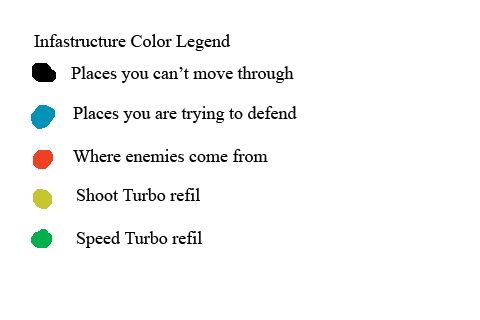 Infastructure Color Legend
Places you can’t move through
Places you are trying to defend
Where enemies come from
Shoot Turbo refil
Speed Turbo refil